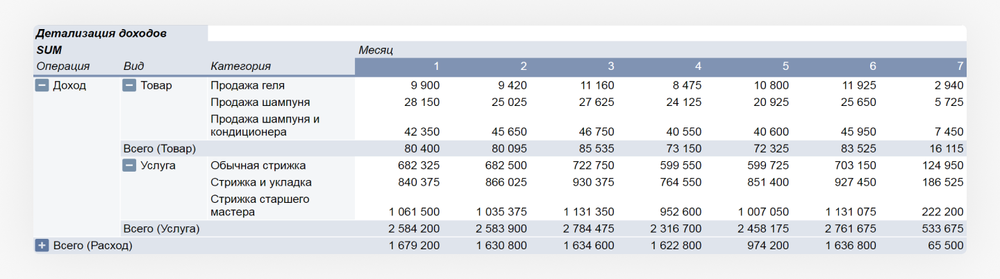 Детализация доходов
SUM Месяц
Операция Вид Категория 1 2 3 4 5 6 7
Доход Товар Продажа геля 9 900 9 420 11 160 8 475 10 800 11 925 2 940
Продажа шампуня 28 150 25 025 27 625 24 125 20 925 25 650 5 725
Продажа шампуня и
кондиционера 42 350 45 650 46 750 40 550 40 600 45 950 7 450
Всего (Товар) 80 400 80 095 85 535 73 150 72 325 83 525 16 115
Услуга Обычная стрижка 682 325 682 500 722 750 599 550 599 725 703 150 124 950
Стрижка и укладка 840 375 866 025 930 375 764 550 851 400 927 450 186 525
Стрижка старшего
мастера 1 061 500 1 035 375 1 131 350 952 600 1 007 050 1 131 075 222 200
Всего (Услуга) 2 584 200 2 583 900 2 784 475 2 316 700 2 458 175 2 761 675 533 675
Всего (Расход) 1 679 200 1 630 800 1 634 600 1 622 800 974 200 1 636 800 65 500